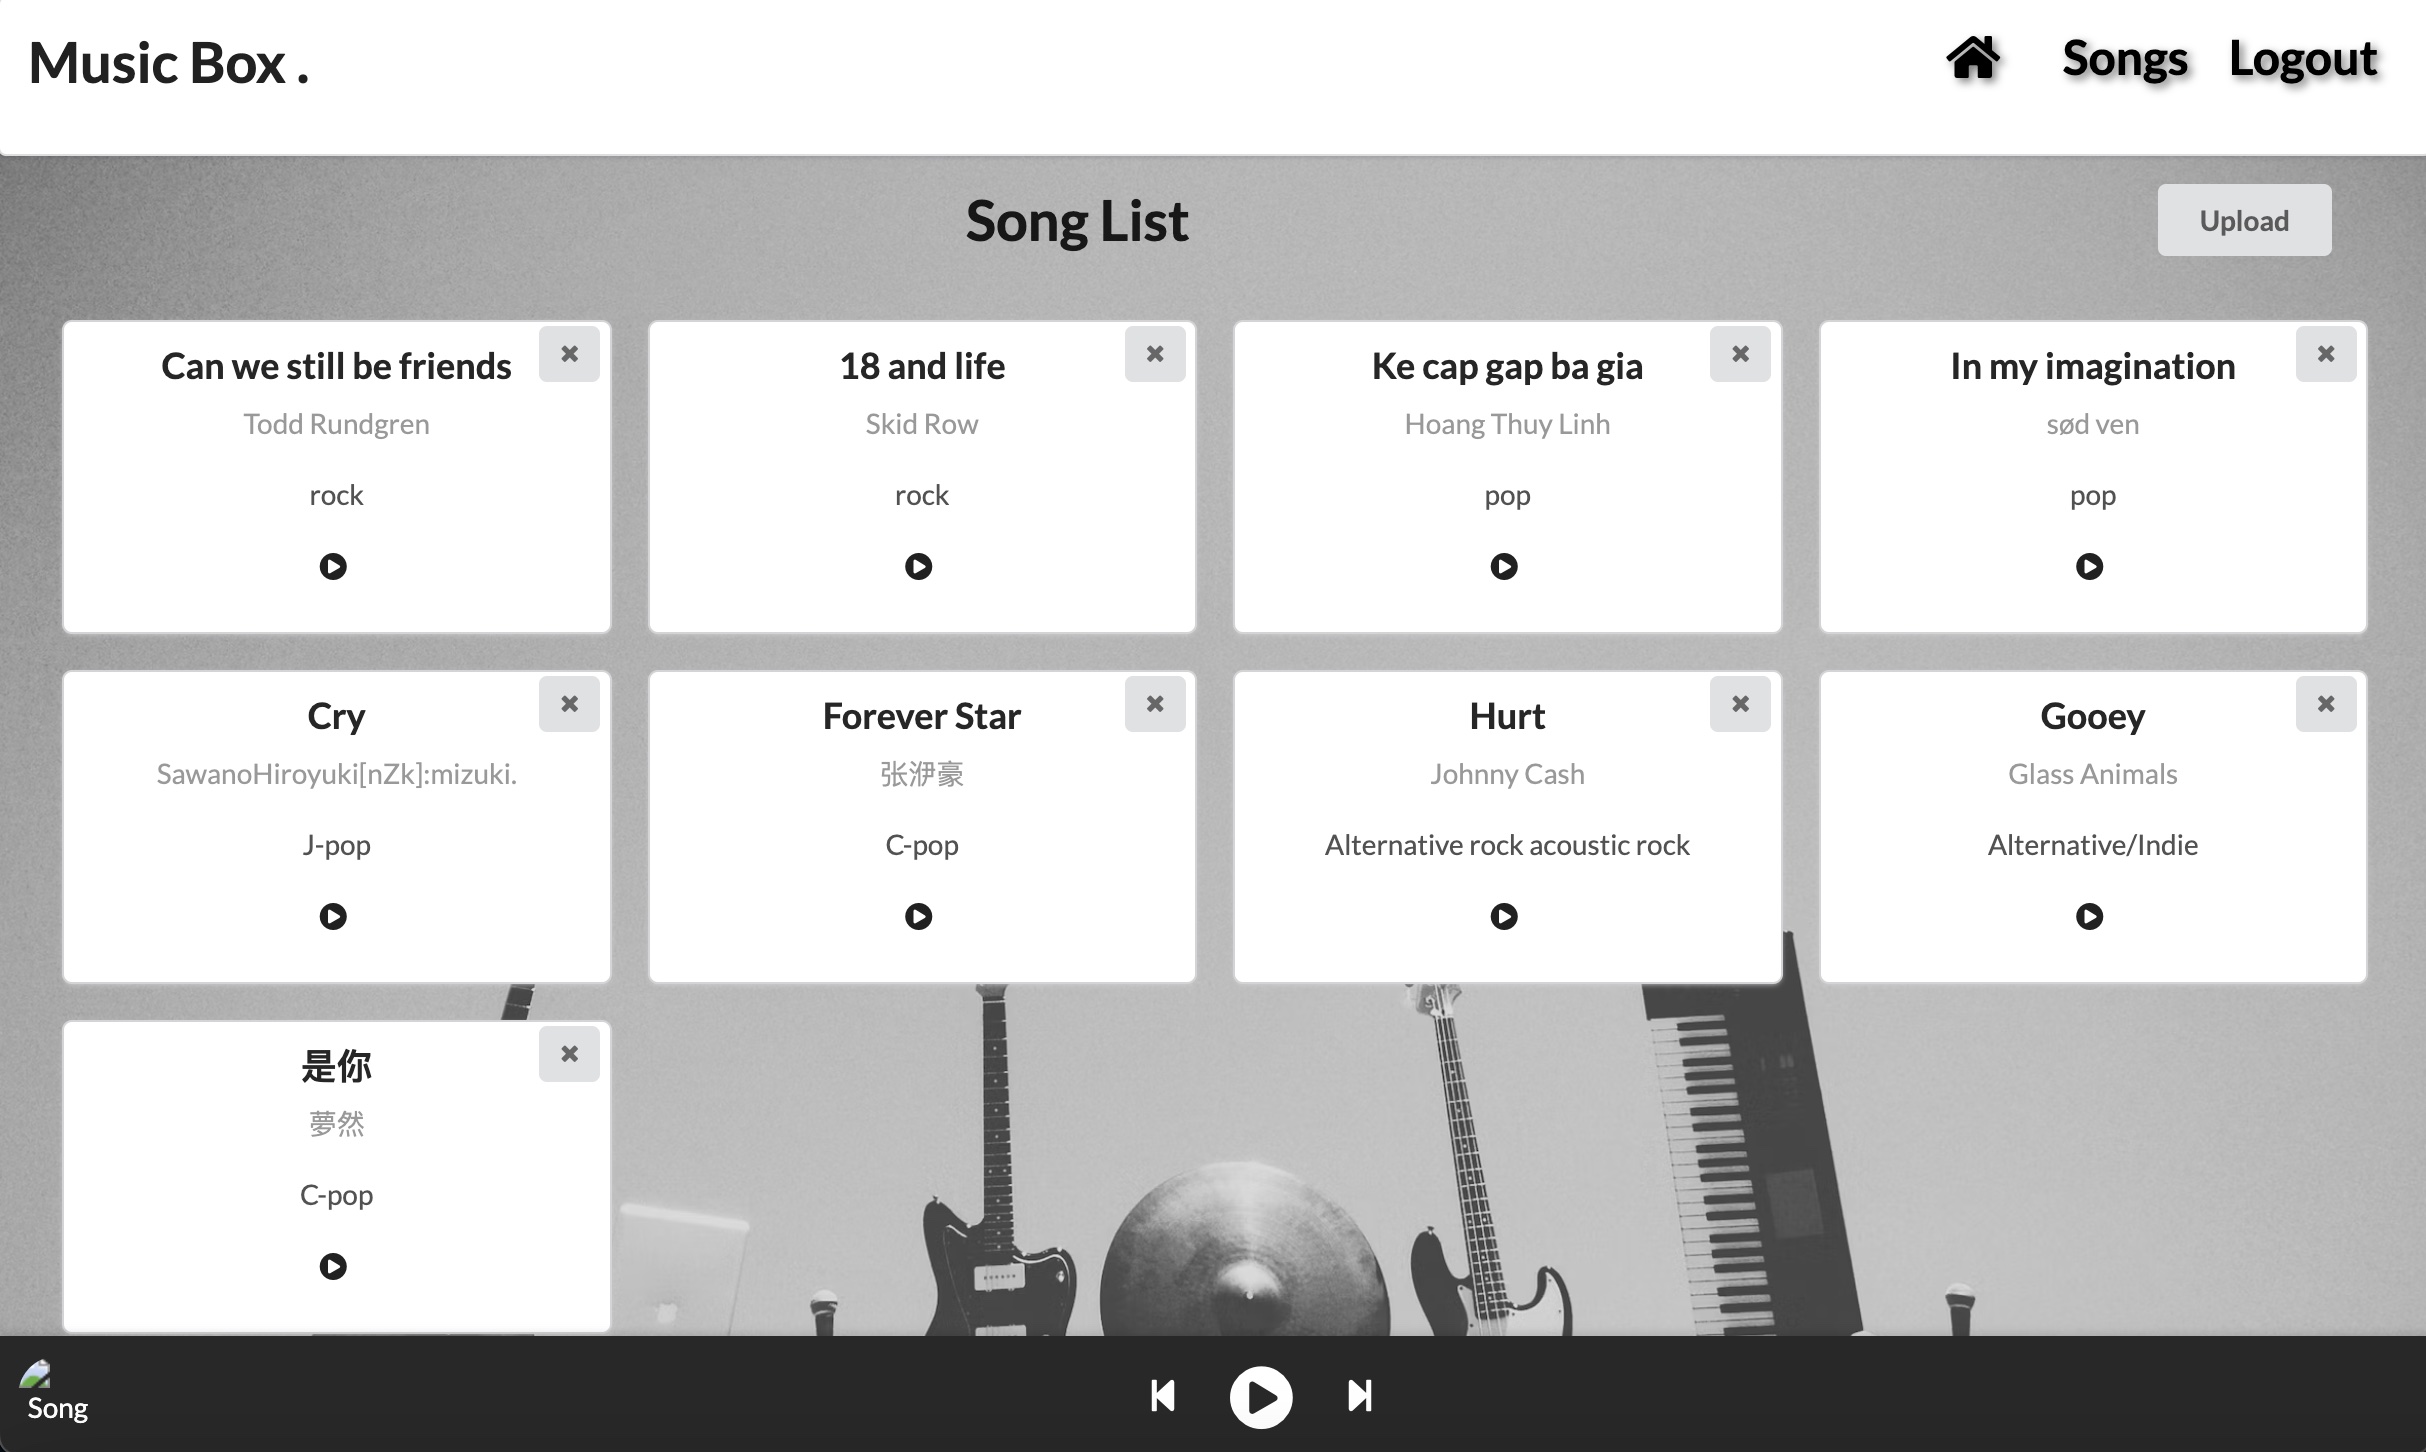 Music Box .
Songs
Logout
Song List
Upload
Can we still be friends
Todd Rundgren
rock
18 and life
Skid Row
rock
Ke cap gap ba gia
Hoang Thuy Linh
pop
In my imagination
sød ven
pop
Cry
SawanoHiroyuki[nZk]:mizuki.
J-pop
Forever Star
张洢豪
C-pop
Hurt
Johnny Cash
Alternative rock acoustic rock
Gooey
Glass Animals
Alternative/Indie
是你
夢然
C-pop
Song